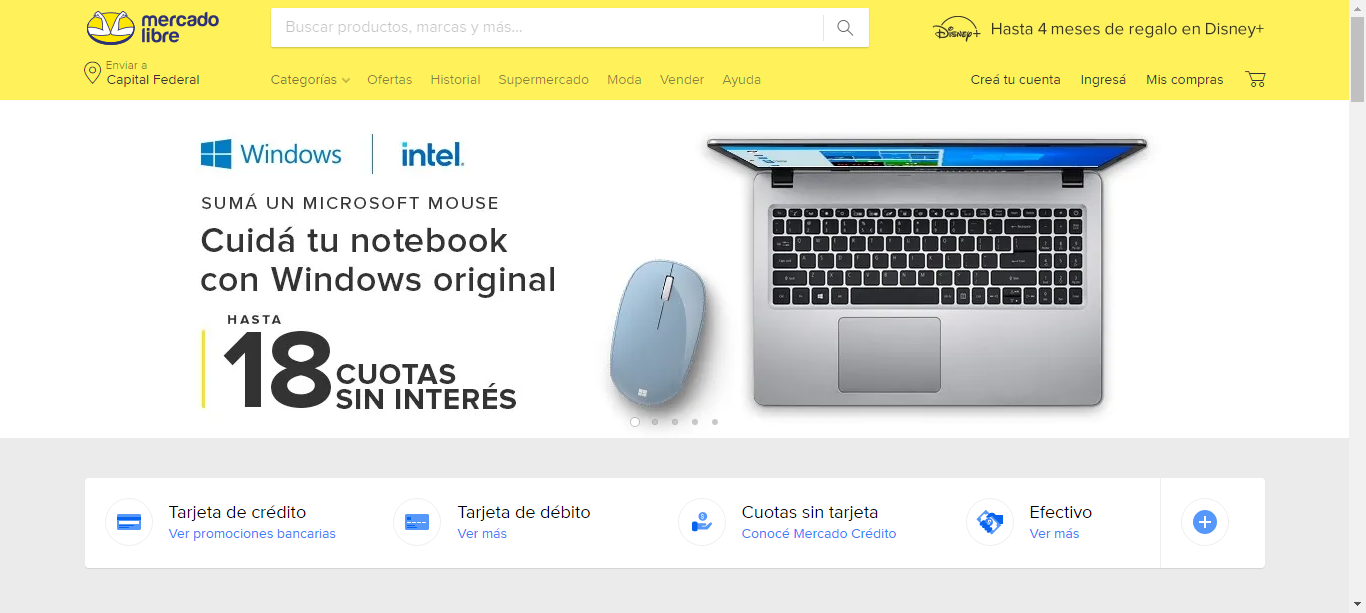 mercado
libre
Buscar productos, marcas y más...
Disney+ Hasta 4 meses de regalo en Disney+
Enviar a
Capital Federal
Categorías Ofertas Historial Supermercado Moda Vender Ayuda
Creá tu cuenta Ingresá Mis compras
Windows intel.
SUMÁ UN MICROSOFT MOUSE
Cuidá tu notebook
con Windows original
HASTA
18 CUOTAS
SIN INTERÉS
Tarjeta de crédito
Ver promociones bancarias
Tarjeta de débito
Ver más
Cuotas sin tarjeta
Conocé Mercado Crédito
Efectivo
Ver más